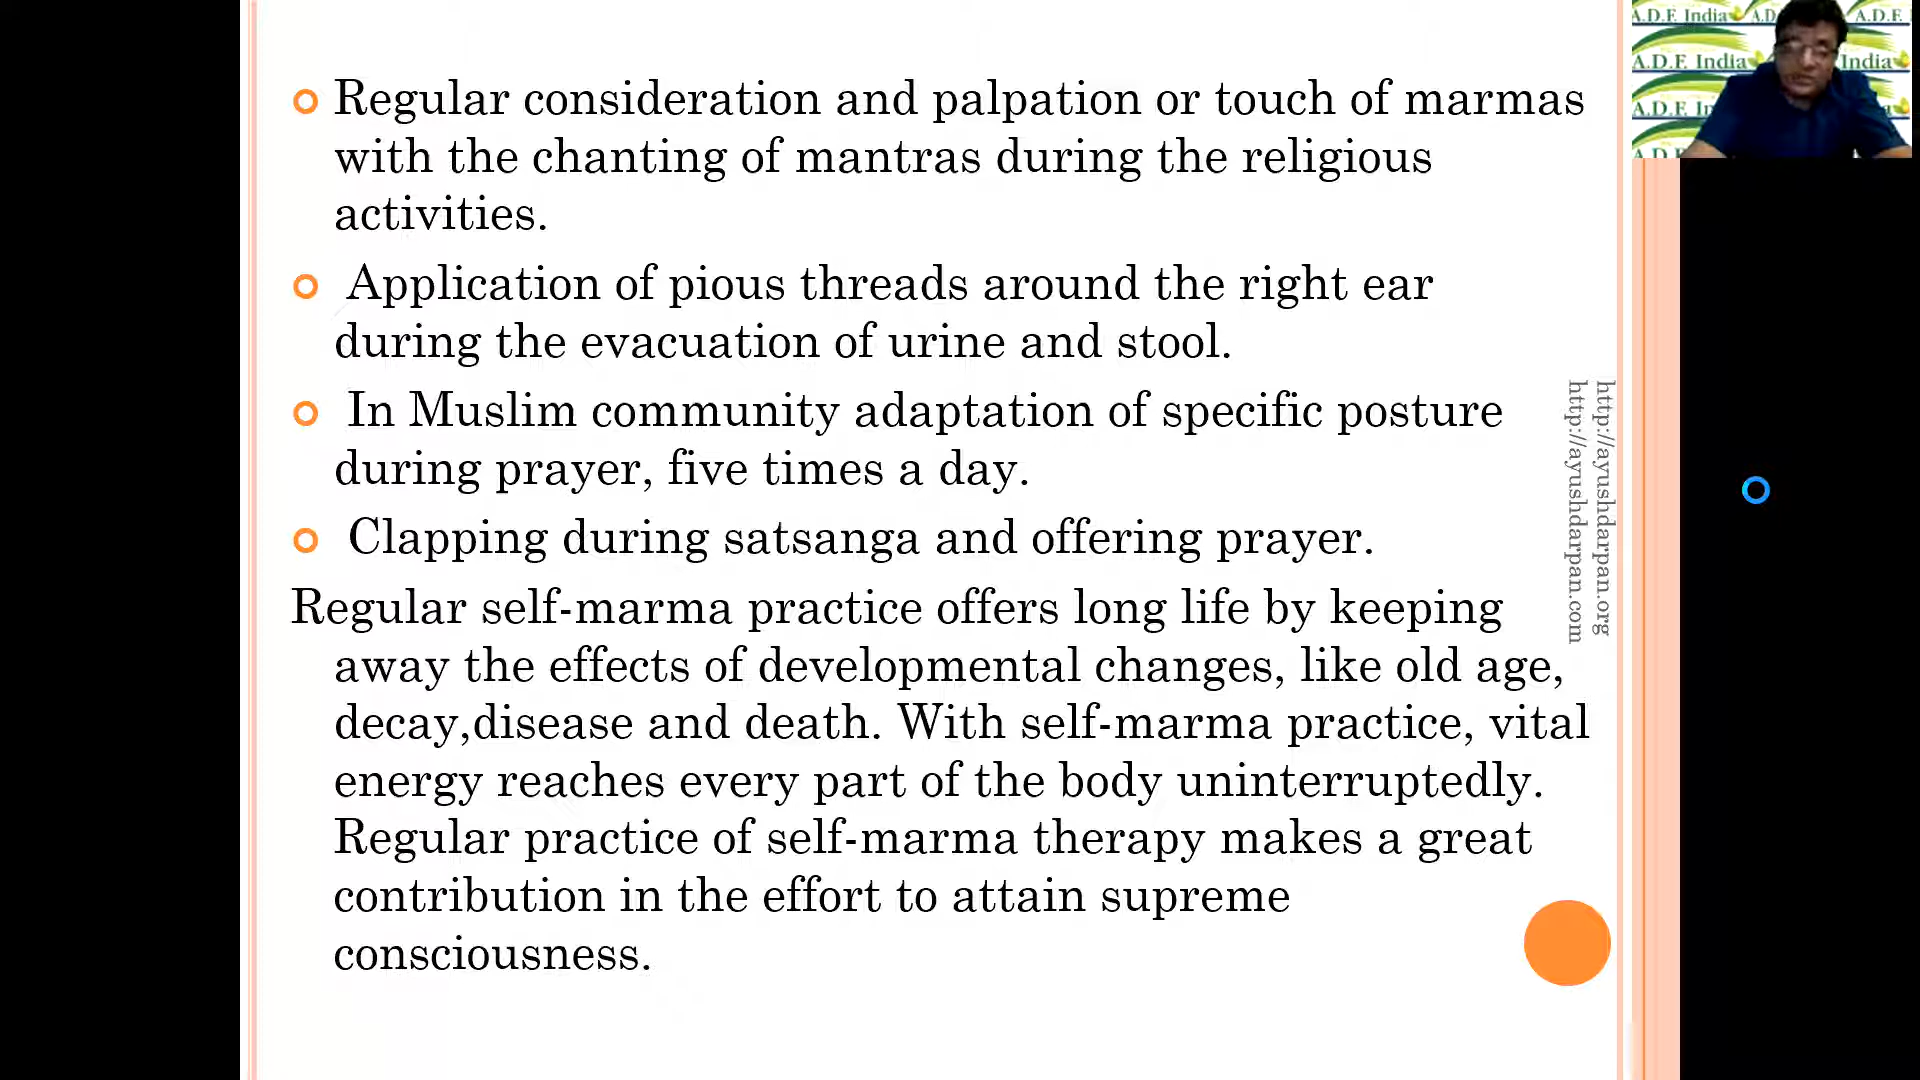 Regular consideration and palpation or touch of marmas
with the chanting of mantras during the religious
activities.
Application of pious threads around the right ear
during the evacuation of urine and stool.
In Muslim community adaptation of specific posture
during prayer, five times a day.
Clapping during satsanga and offering prayer.
Regular self-marma practice offers long life by keeping
away the effects of developmental changes, like old age,
decay,disease and death. With self-marma practice, vital
energy reaches every part of the body uninterruptedly.
Regular practice of self-marma therapy makes a great
contribution in the effort to attain supreme
consciousness.
http://ayushdarpan.org
http://ayushdarpan.com
A.D.F. India A.D A.D.F.
A.D.F. India India
A.D.F. In